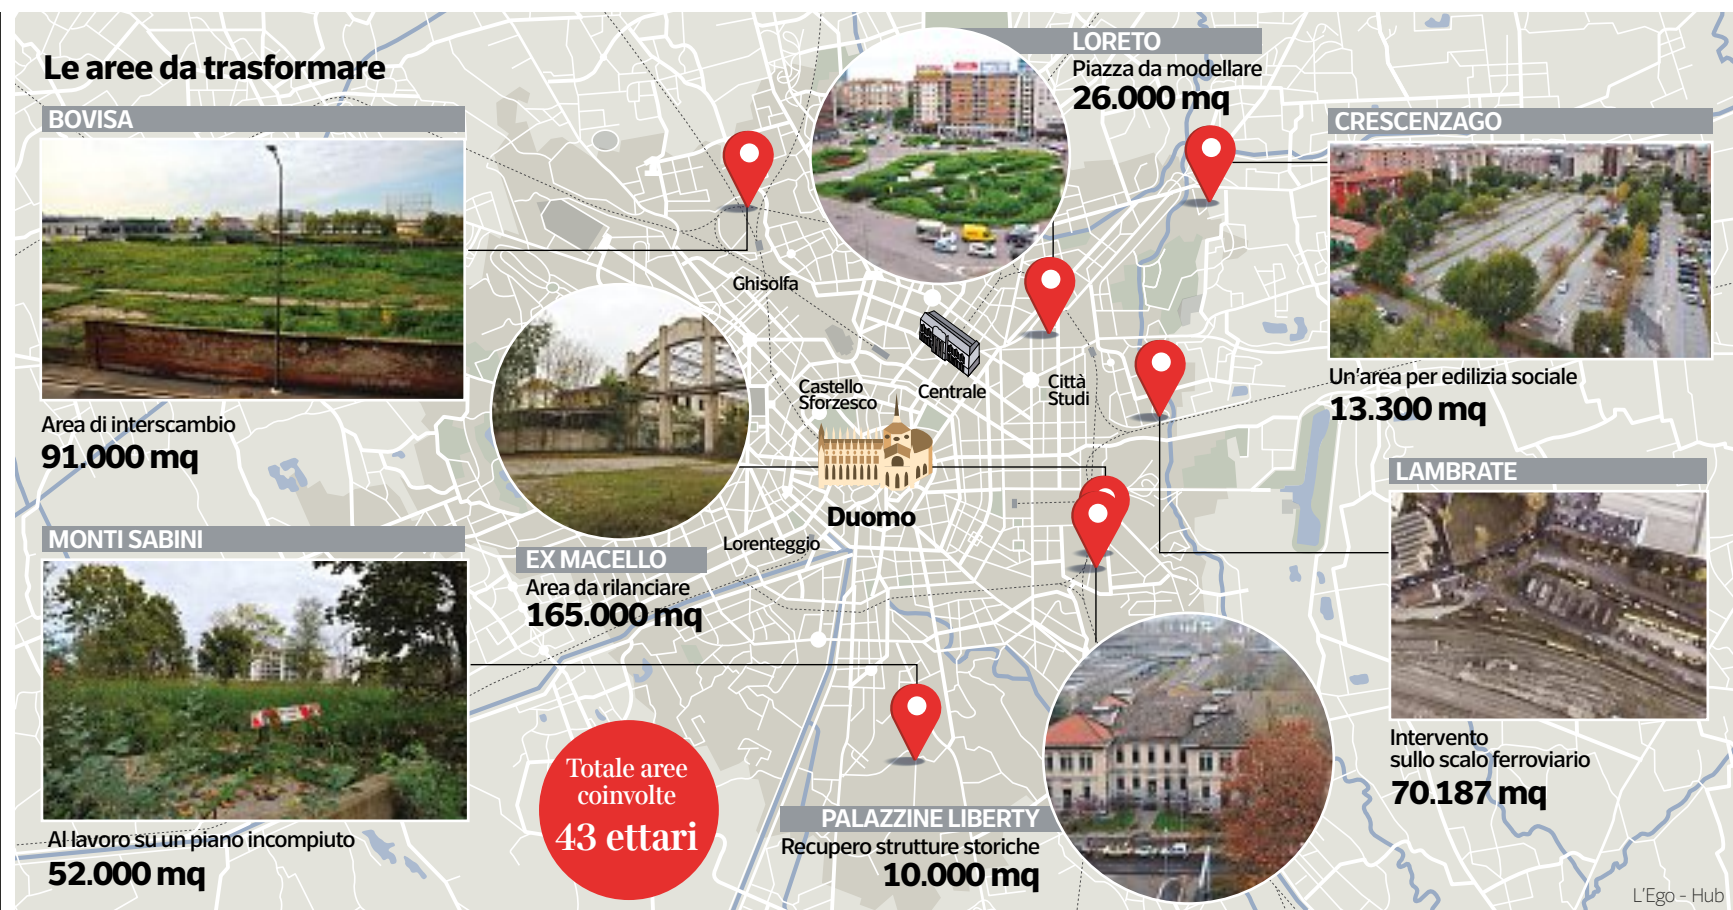 Le aree da trasformare
BOVISA
Area di interscambio
91.000 mq
MONTI SABINI
Al lavoro su un piano incompiuto
52.000 mq
EX MACELLO
Area da rilanciare
165.000 mq
Totale aree
coinvolte
43 ettari
LORETO
Piazza da modellare
26.000 mq
Ghisolfa
Castello
Sforzesco
Centrale
Città
Studi
Duomo
Lorenteggio
PALAZZINE LIBERTY
Recupero strutture storiche
10.000 mq
CRESCENZAGO
Un'area per edilizia sociale
13.300 mq
LAMBRATE
Intervento
sullo scalo ferroviario
70.187 mq
L'Ego - Hub